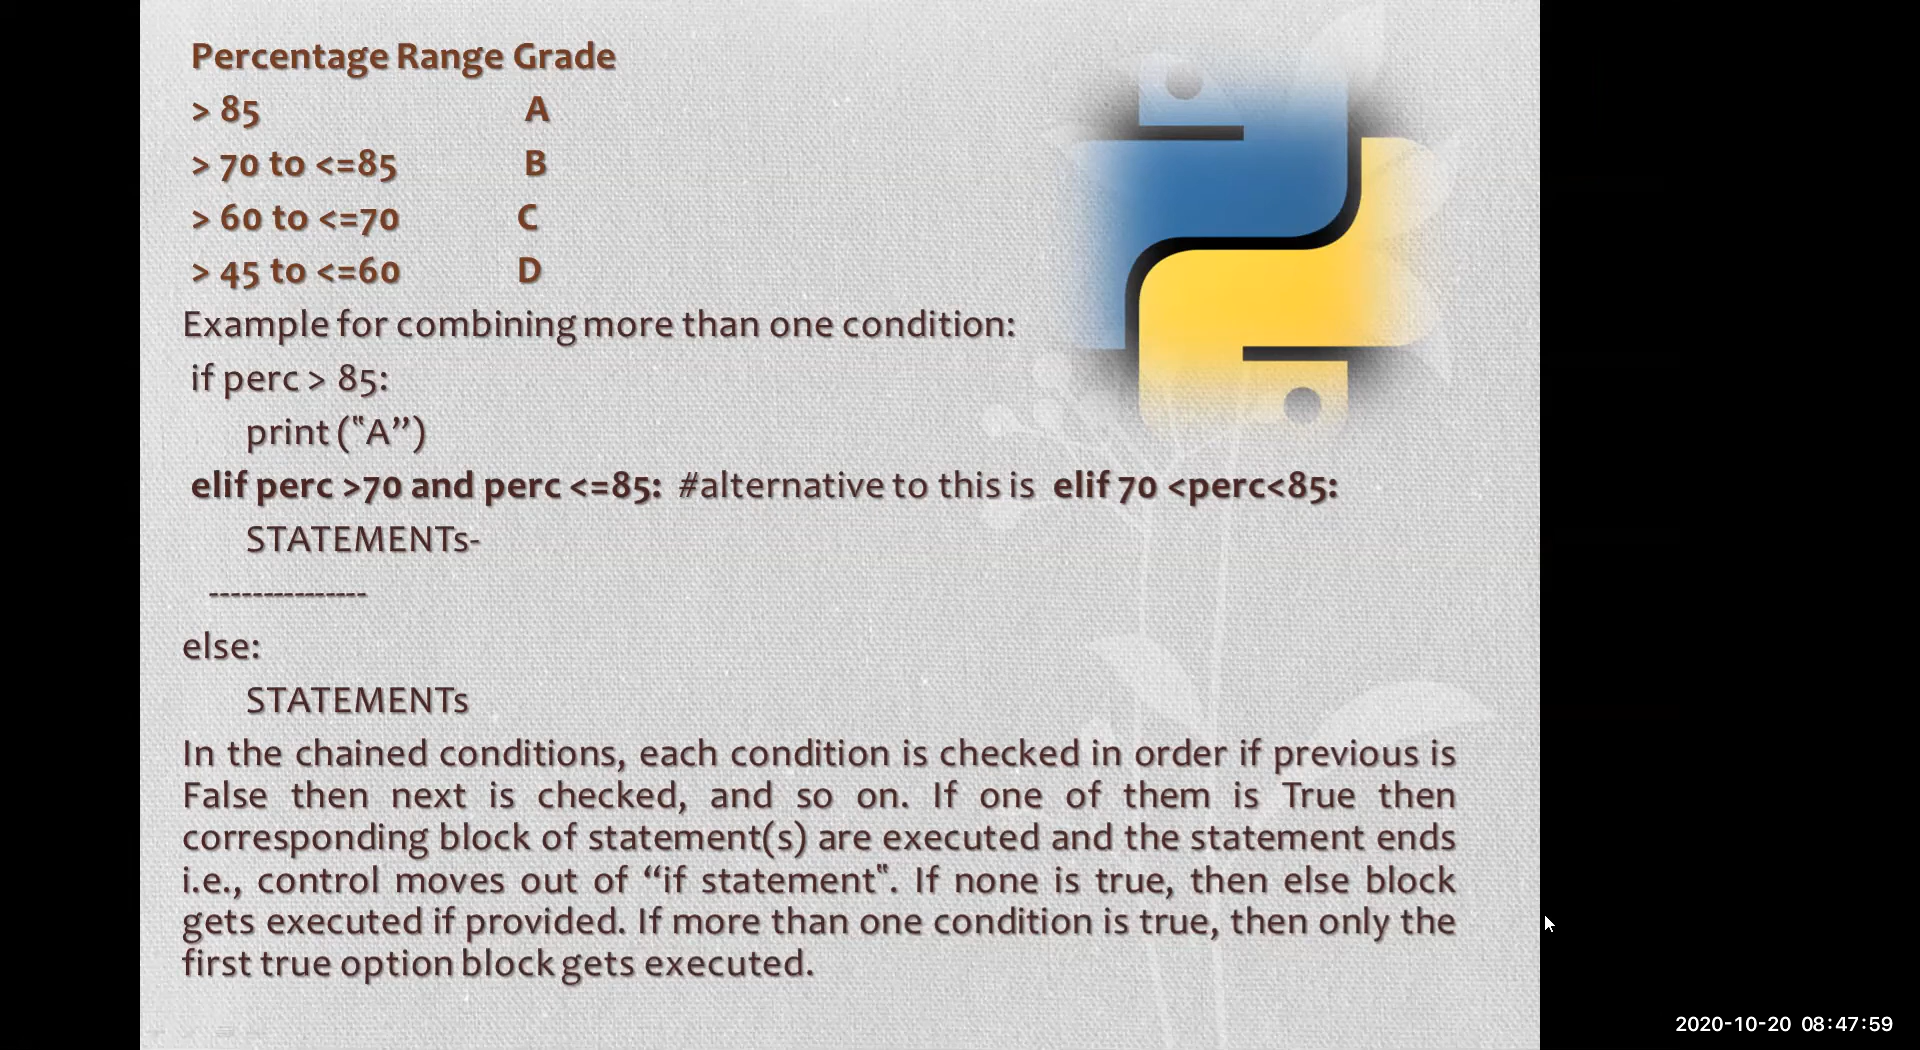 Percentage Range Grade
> 85 A
> 70 to <=85 B
> 60 to <=70 C
> 45 to <=60 D
Example for combining more than one condition:
if perc > 85:
print (‟A”)
elif perc >70 and perc <=85: #alternative to this is elif 70 <perc<85:
STATEMENTs-
---------------
else:
STATEMENTs
In the chained conditions, each condition is checked in order if previous is
False then next is checked, and so on. If one of them is True then
corresponding block of statement(s) are executed and the statement ends
i.e., control moves out of “if statement‟. If none is true, then else block
gets executed if provided. If more than one condition is true, then only the
first true option block gets executed.
2020-10-20 08:47:59